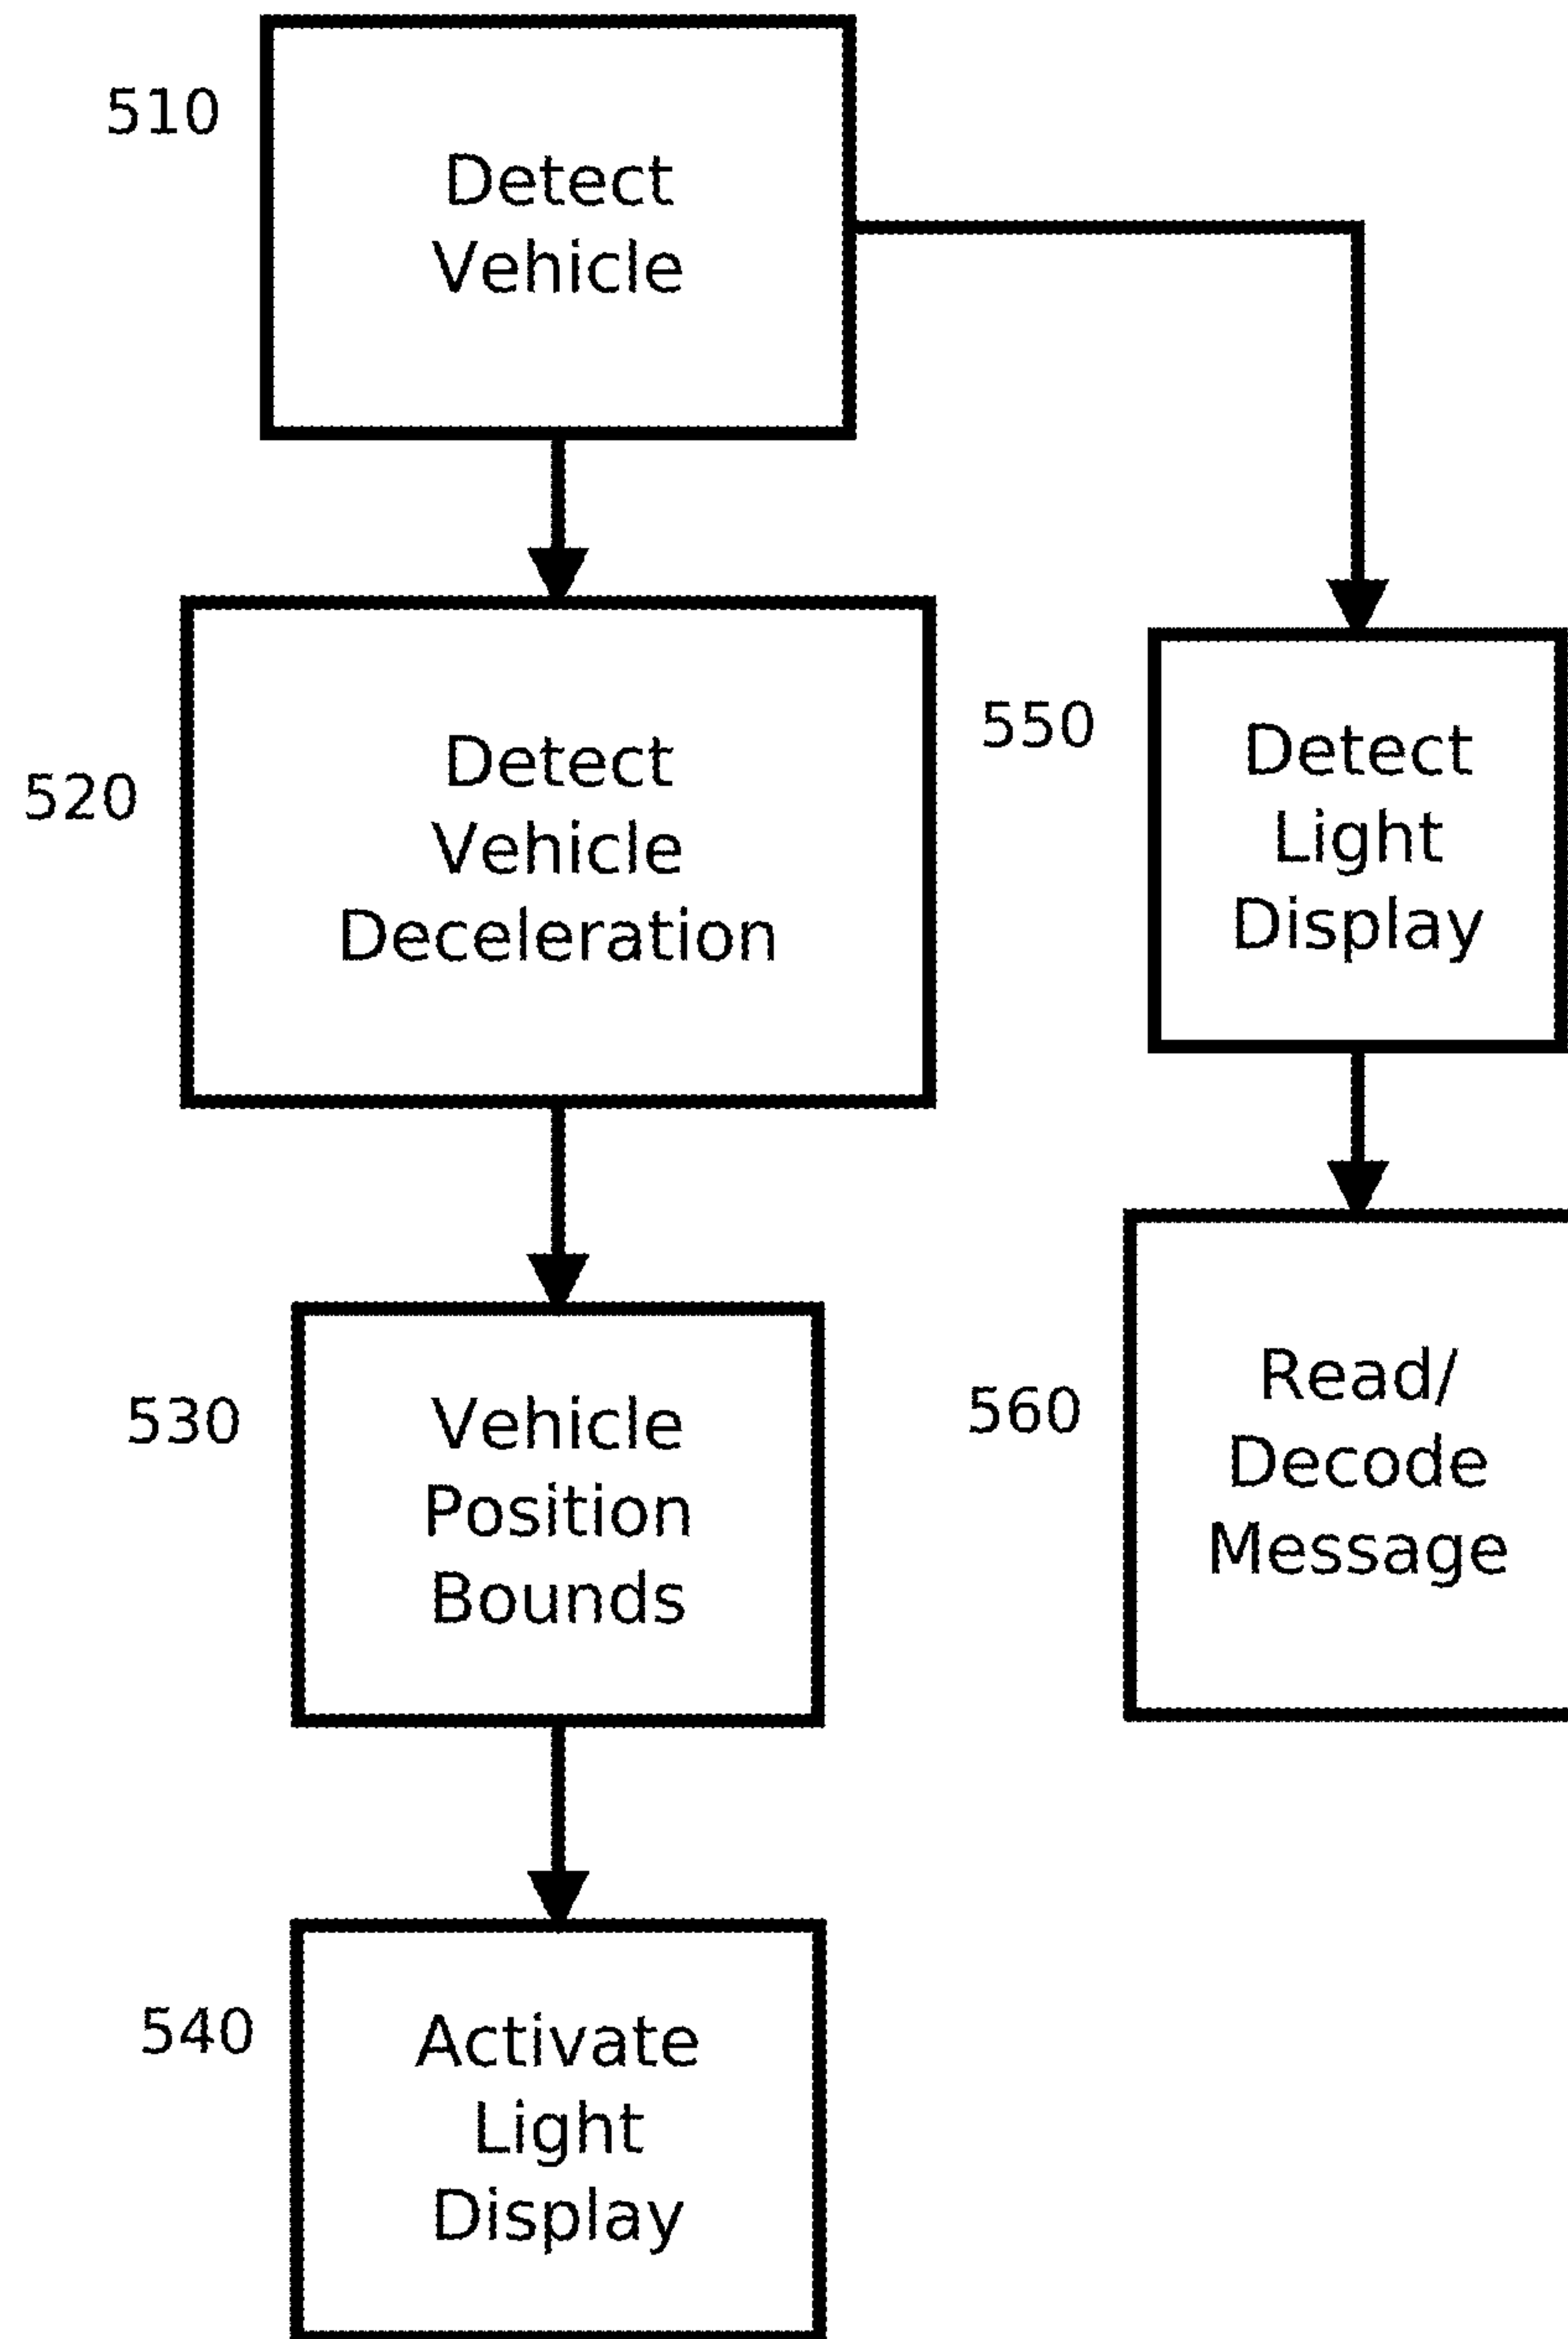 510
Detect
Vehicle
520
Detect
Vehicle
Deceleration
530
Vehicle
Position
Bounds
540
Activate
Light
Display
550
Detect
Light
Display
560
Read/
Decode
Message